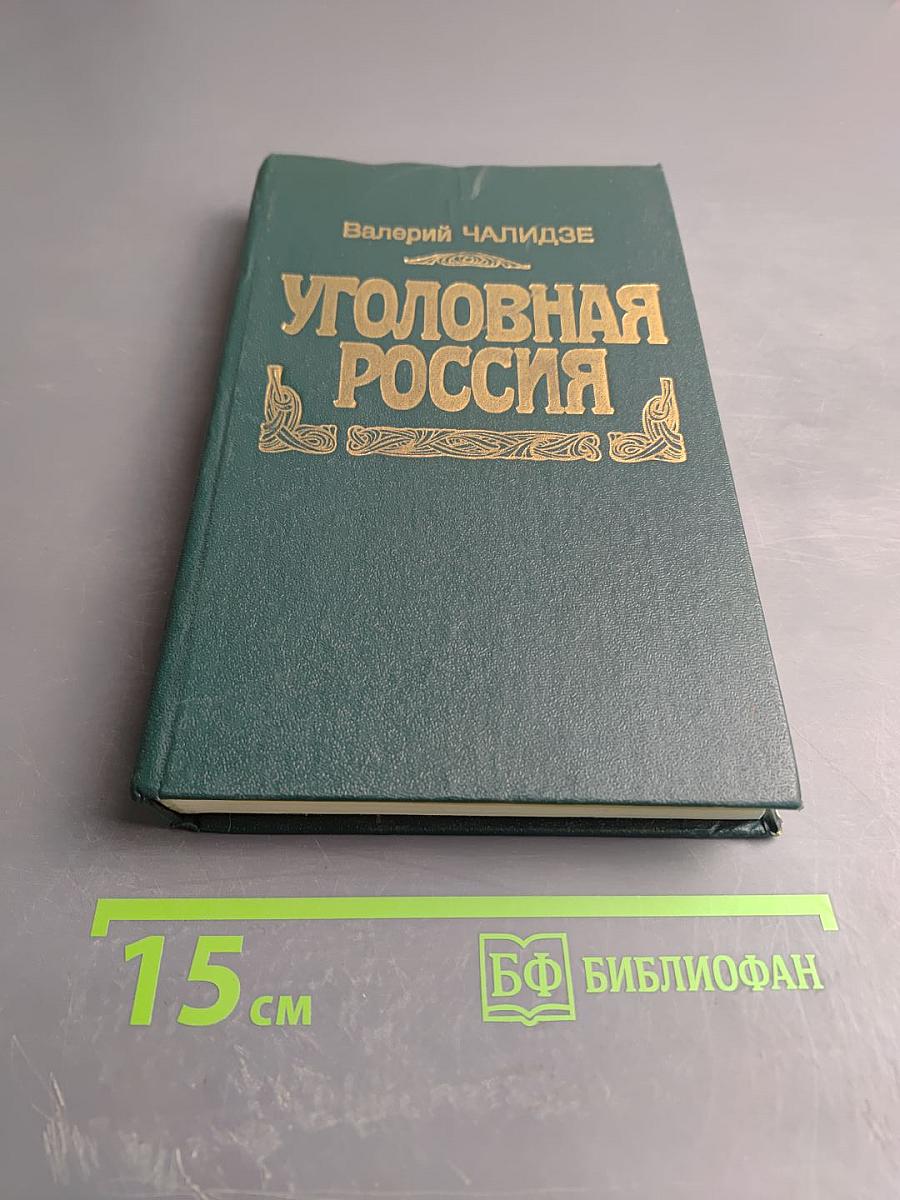 Валерий ЧАЛИДЗЕ
УГОЛОВНАЯ
РОССИЯ
15 см
БФ БИБЛИОФАН